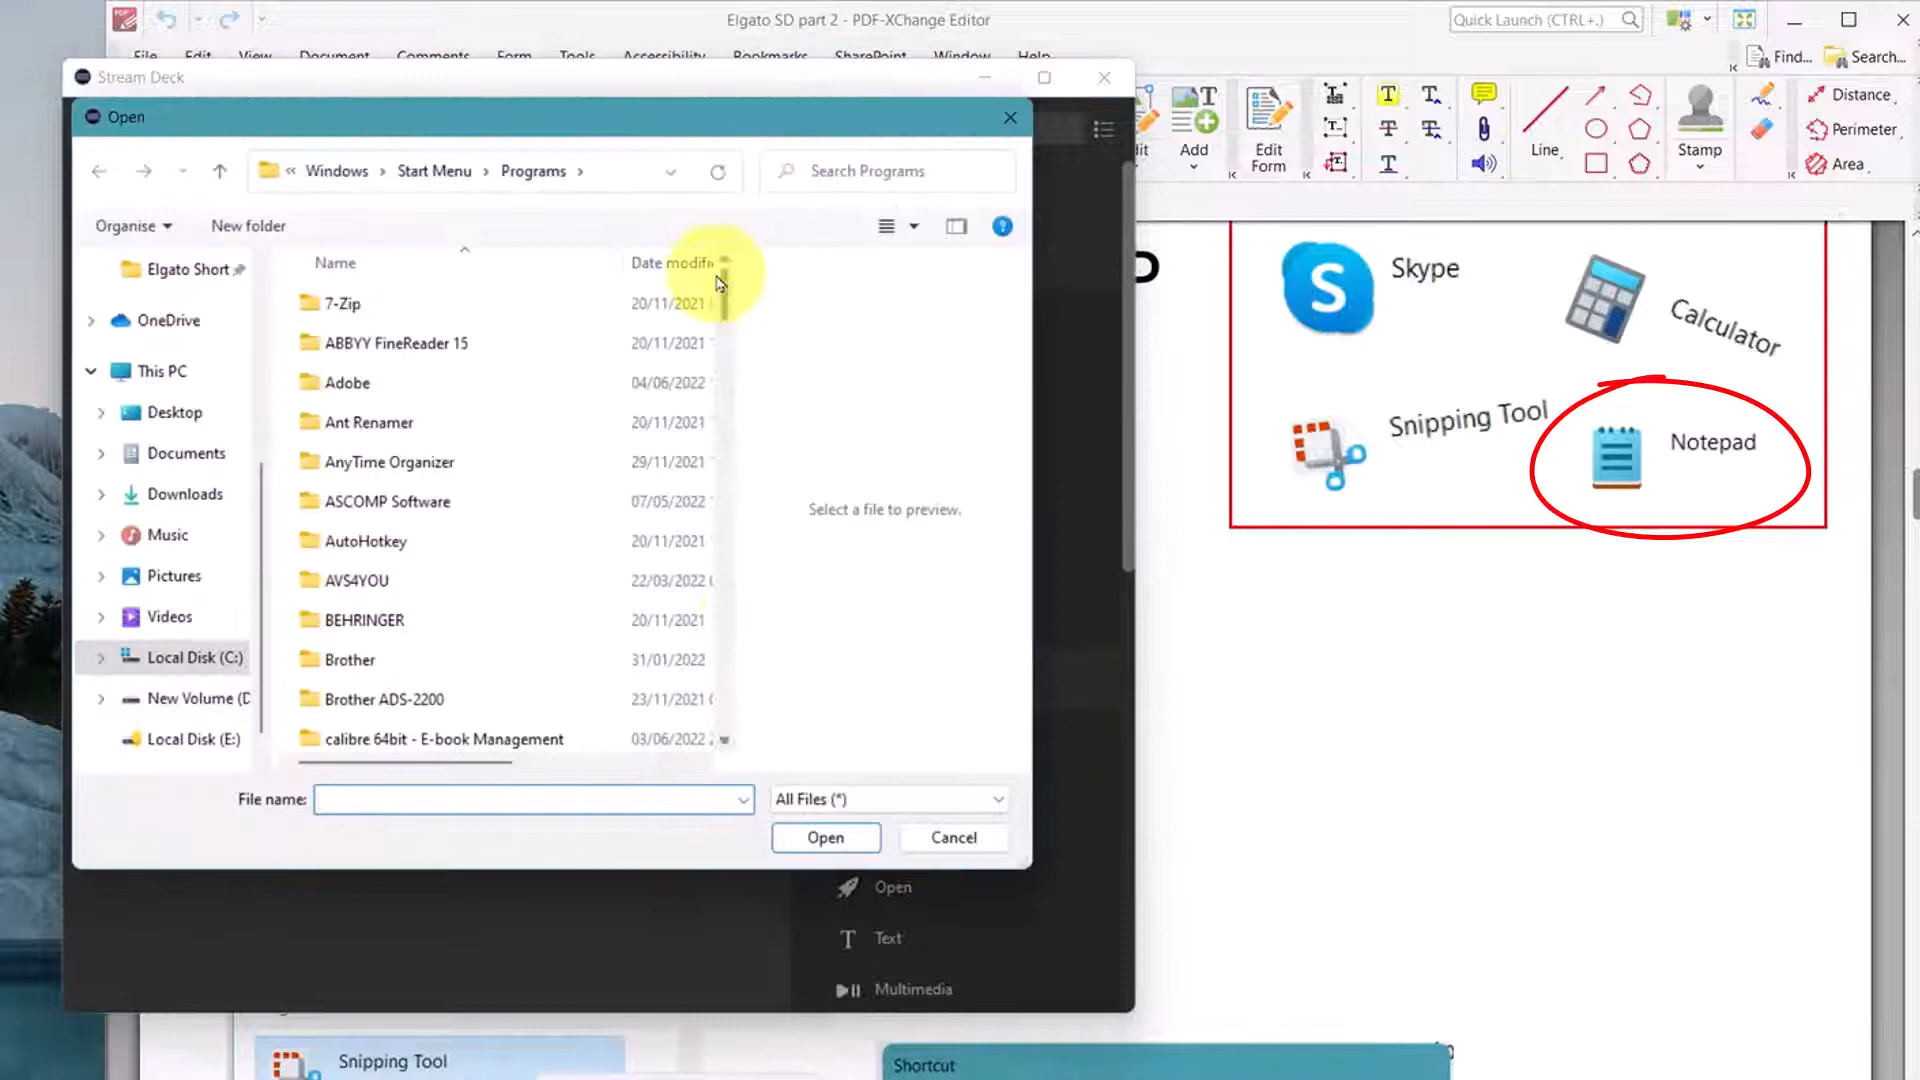 Elgato SD part 2 - PDF-XChange Editor
Quick Launch (CTRL+.)
File Edit View Document Comments Form Tools Accessibility Bookmarks SharePoint Window Help
Find...
Search...
Stream Deck
Open
Windows
Start Menu
Programs
Search Programs
Organise
New folder
Name
Date modifi
Elgato Short
OneDrive
This PC
Desktop
Documents
Downloads
Music
Pictures
Videos
Local Disk (C:)
New Volume (D
Local Disk (E:)
7-Zip 20/11/2021
ABBYY FineReader 15 20/11/2021
Adobe 04/06/2022
Ant Renamer 20/11/2021
AnyTime Organizer 29/11/2021
ASCOMP Software 07/05/2022
AutoHotkey 20/11/2021
AVS4YOU 22/03/2022
BEHRINGER 20/11/2021
Brother 31/01/2022
Brother ADS-2200 23/11/2021
calibre 64bit - E-book Management 03/06/2022
Select a file to preview.
File name:
All Files (*)
Open
Cancel
Open
Text
Multimedia
Add
Edit
Form
Line
Stamp
Distance
Perimeter
Area
Skype
Calculator
Snipping Tool
Notepad
Snipping Tool
Shortcut